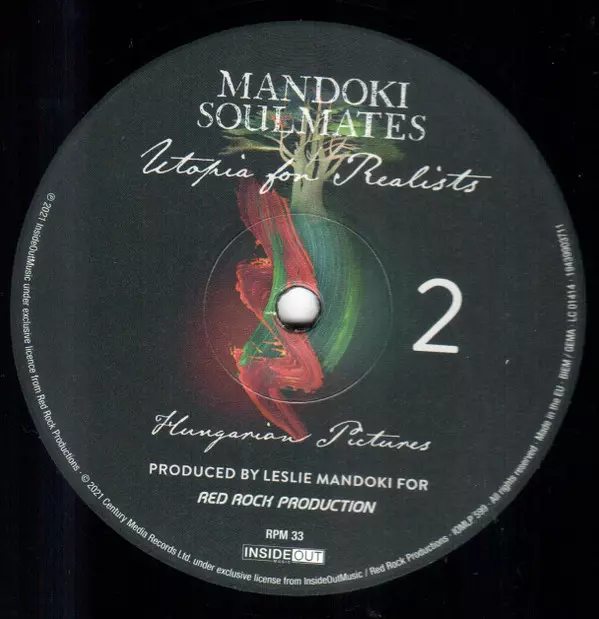 MANDOKI
SOULMATES
Utopia for Realists
2
Hungarian Pictures
PRODUCED BY LESLIE MANDOKI FOR
RED ROCK PRODUCTION
RPM 33
INSIDEOUT
MUSIC
℗ 2021 InsideOutMusic under exclusive licence from Red Rock Productions · © 2021 Century Media Records Ltd. under exclusive license from InsideOutMusic / Red Rock Productions · IOMLP 599 · All rights reserved · Made in the EU · BIEM / GEMA · LC 01414 · 19439903711